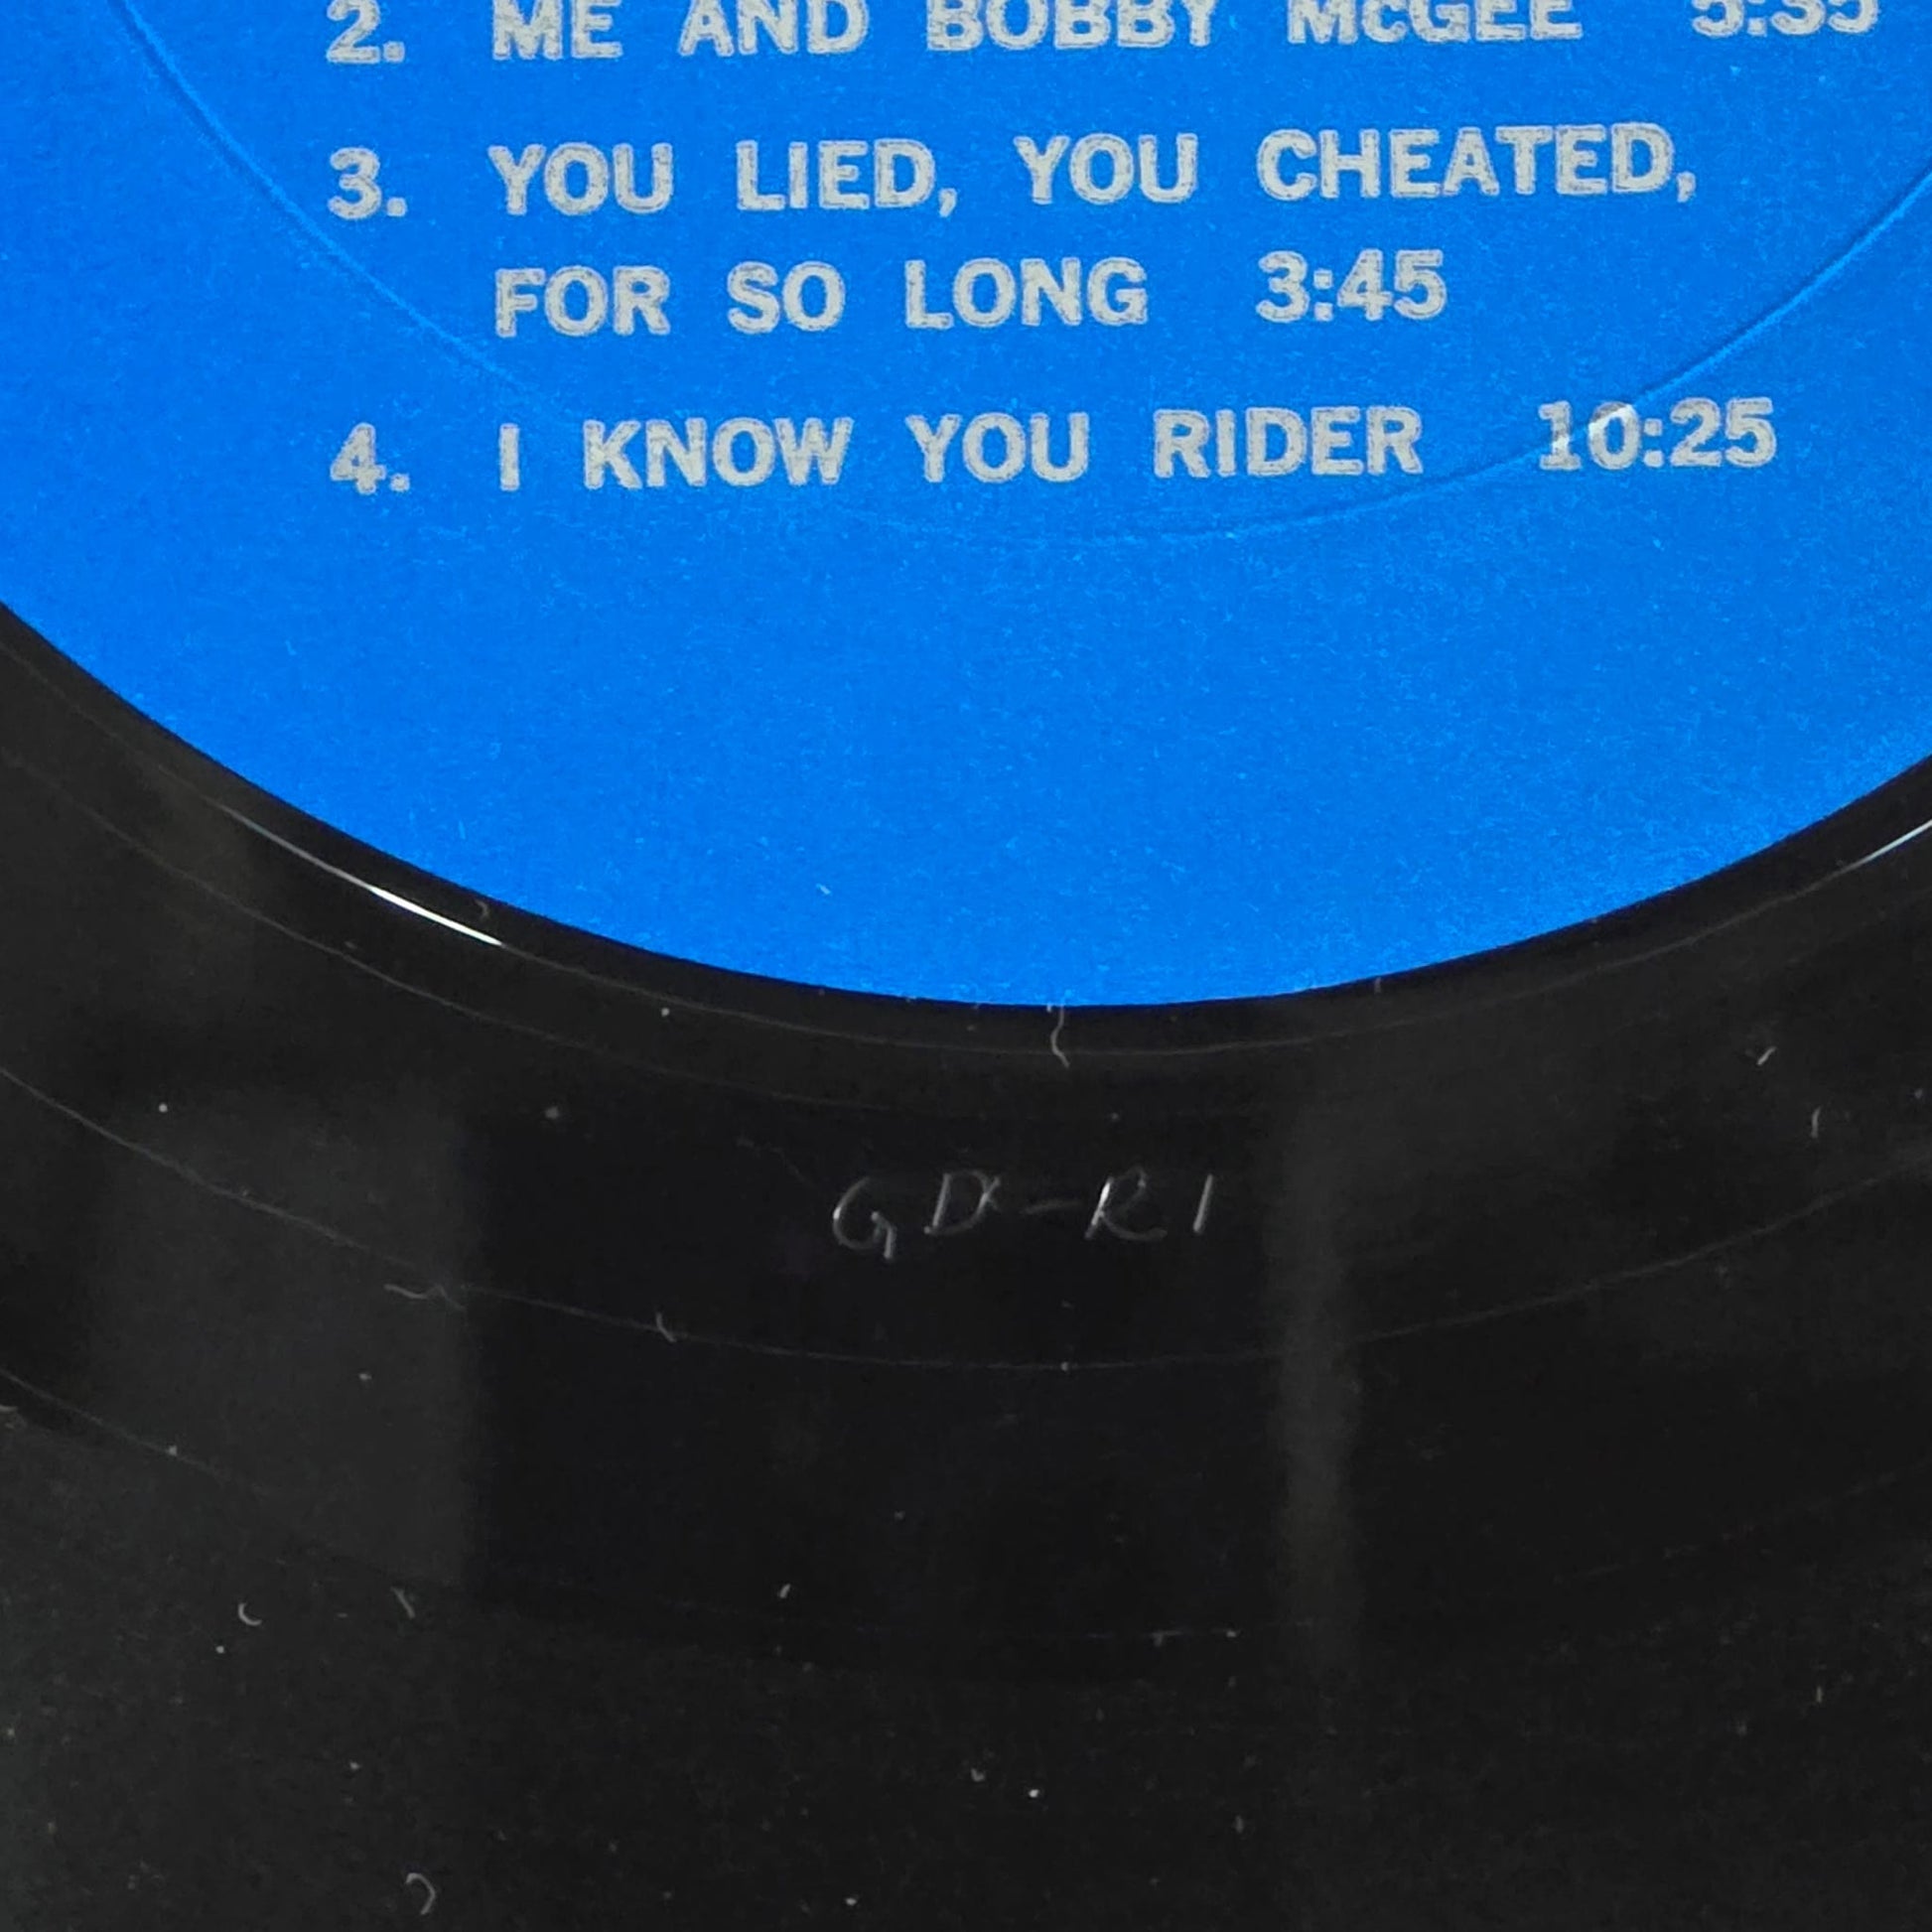 2. ME AND BOBBY McGEE 5:35
3. YOU LIED, YOU CHEATED,
FOR SO LONG 3:45
4. I KNOW YOU RIDER 10:25
GD-R1